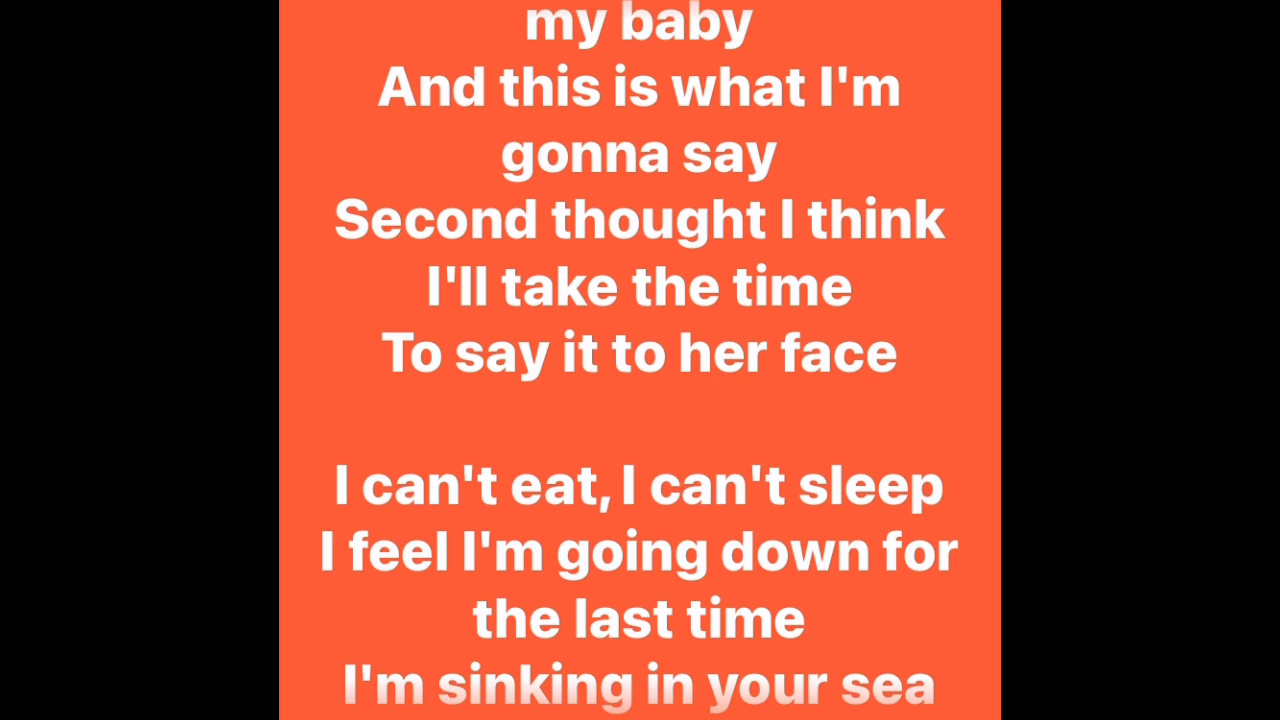 my baby
And this is what I'm
gonna say
Second thought I think
I'll take the time
To say it to her face
I can't eat, I can't sleep
I feel I'm going down for
the last time
I'm sinking in your sea